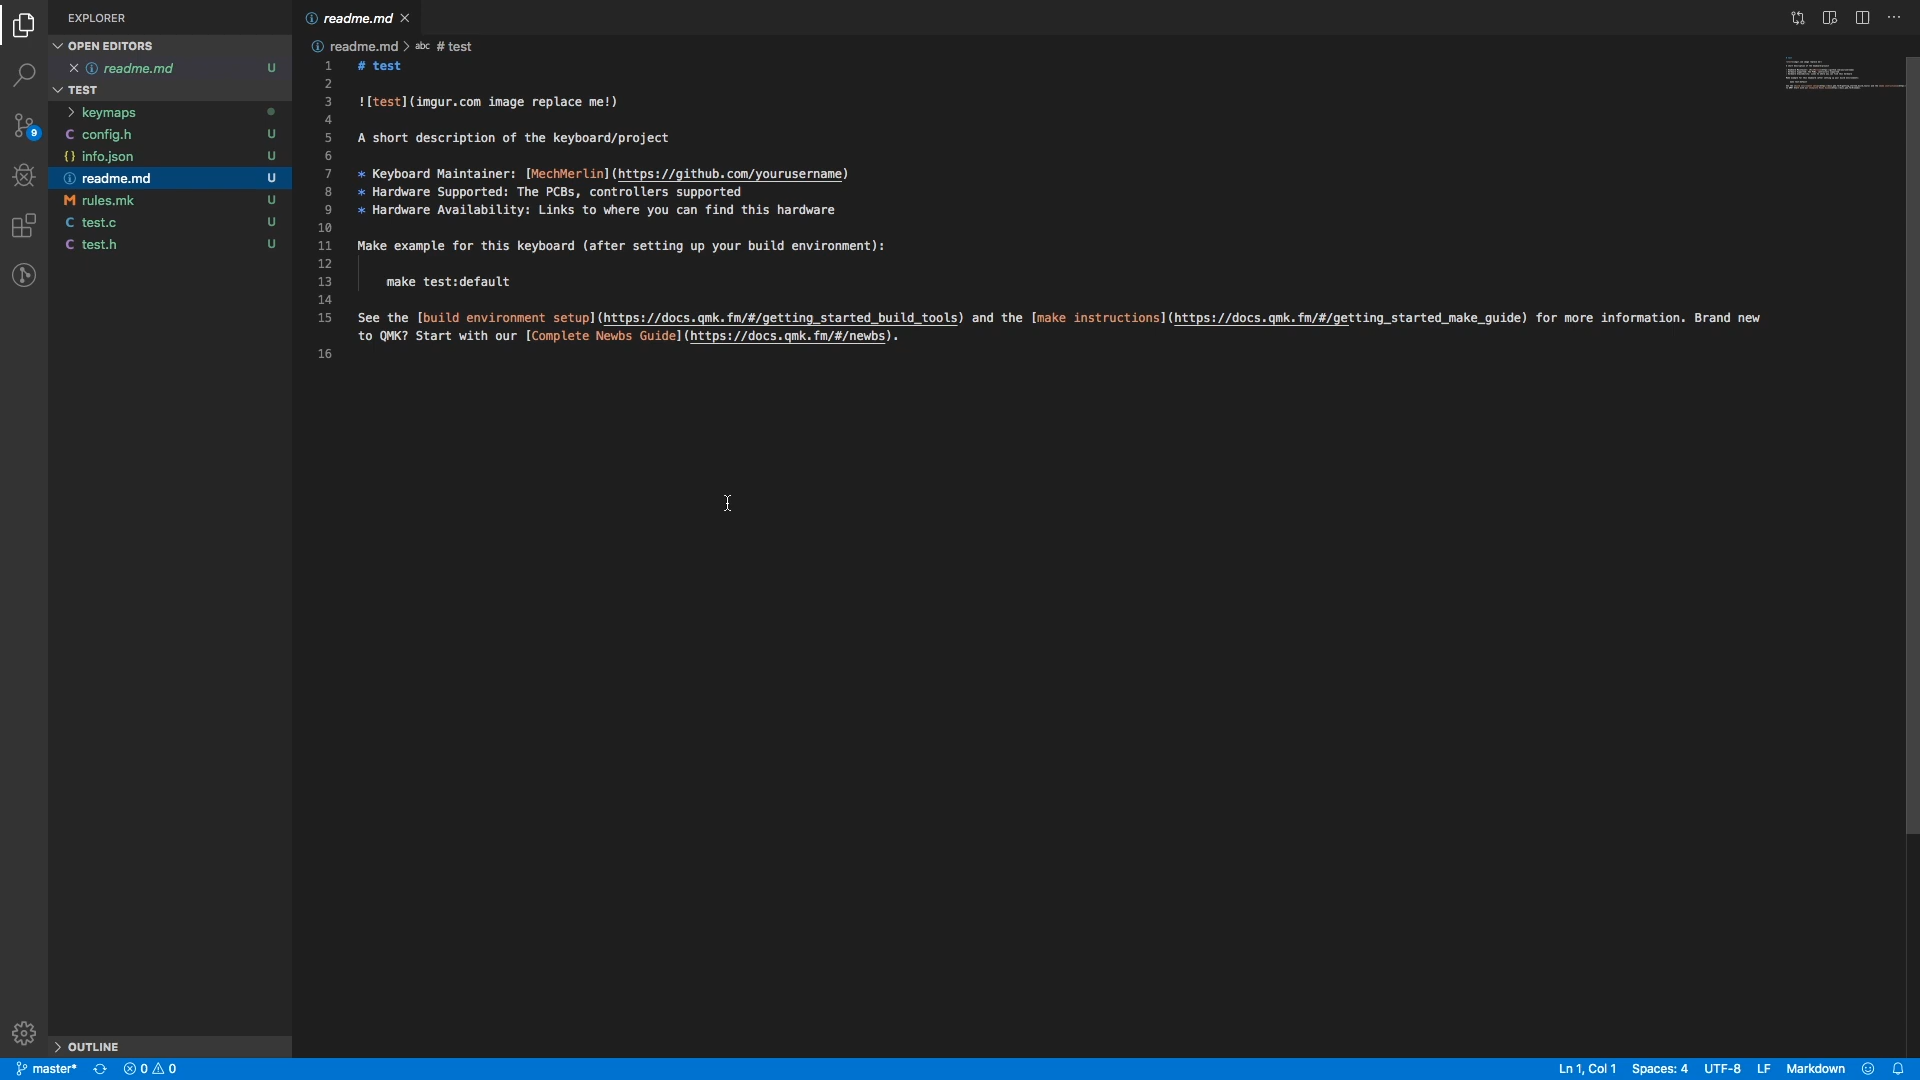 EXPLORER
OPEN EDITORS
readme.md U
TEST
keymaps
config.h U
info.json U
readme.md U
rules.mk U
test.c U
test.h U
9
OUTLINE
readme.md
readme.md > abc # test
1 # test
2
3 ![test](imgur.com image replace me!)
4
5 A short description of the keyboard/project
6
7 * Keyboard Maintainer: [MechMerlin](https://github.com/yourusername)
8 * Hardware Supported: The PCBs, controllers supported
9 * Hardware Availability: Links to where you can find this hardware
10
11 Make example for this keyboard (after setting up your build environment):
12
13 make test:default
14
15 See the [build environment setup](https://docs.qmk.fm/#/getting_started_build_tools) and the [make instructions](https://docs.qmk.fm/#/getting_started_make_guide) for more information. Brand new
to QMK? Start with our [Complete Newbs Guide](https://docs.qmk.fm/#/newbs).
16
master* 0 0 Ln 1, Col 1 Spaces: 4 UTF-8 LF Markdown